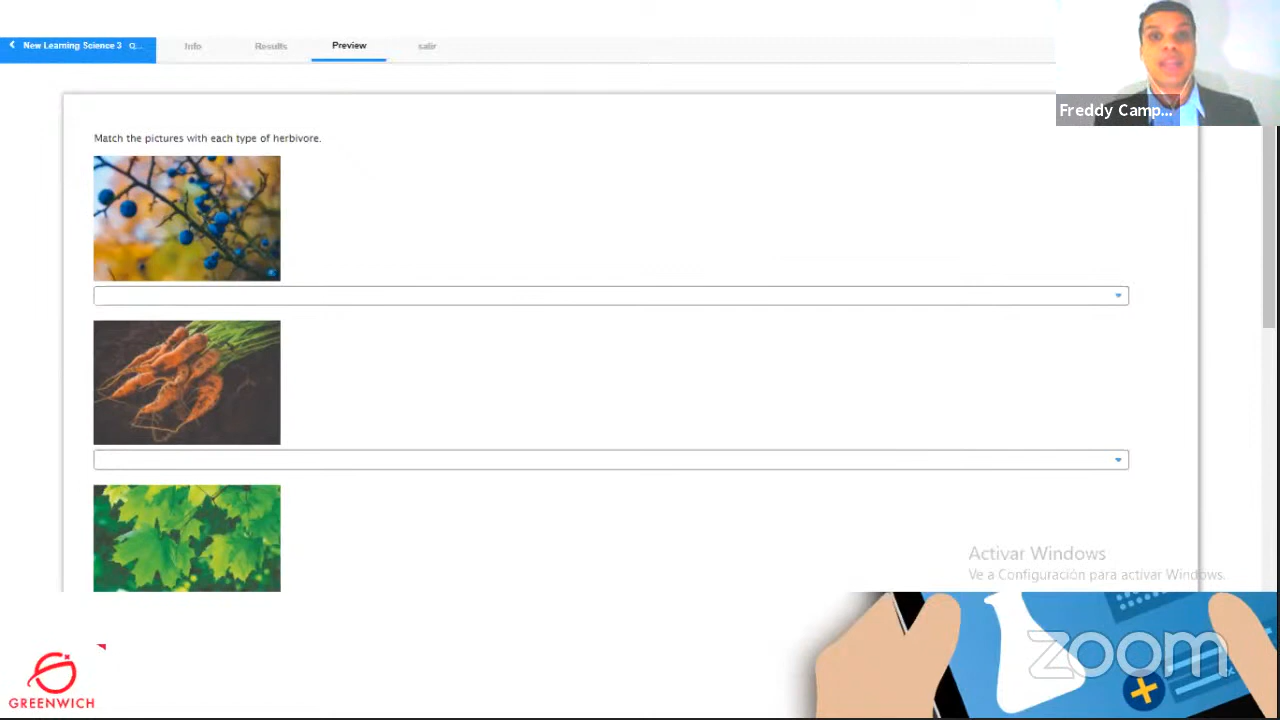 New Learning Science 3 Q...
Info
Results
Preview
salir
Freddy Camp...
Match the pictures with each type of herbivore.
Activar Windows
Ve a Configuración para activar Windows.
zoom
GREENWICH